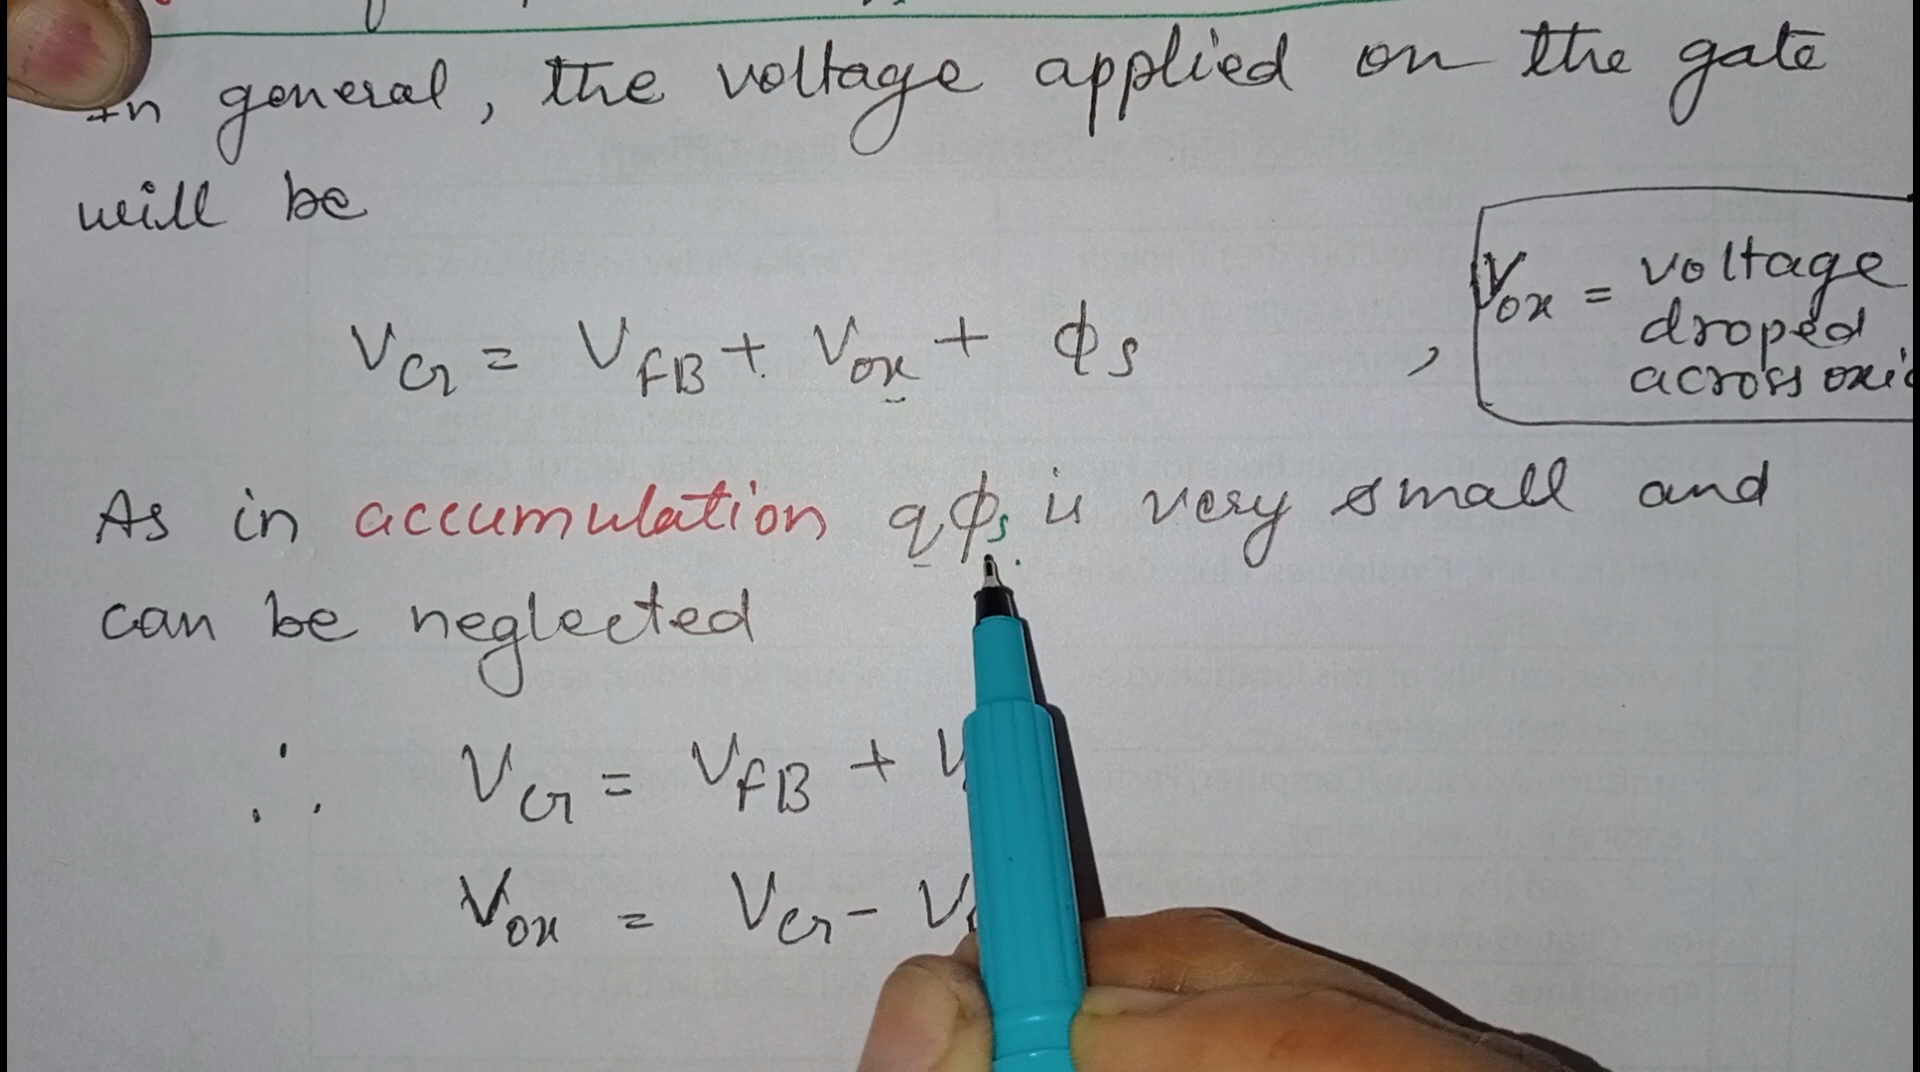 In general, the voltage applied on the gate
will be
V_G = V_FB + V_ox + ϕ_s ,
V_ox = voltage
droped
across
As in accumulation qϕ_s is very small and
can be neglected
∴ V_G = V_FB +
V_ox = V_G -